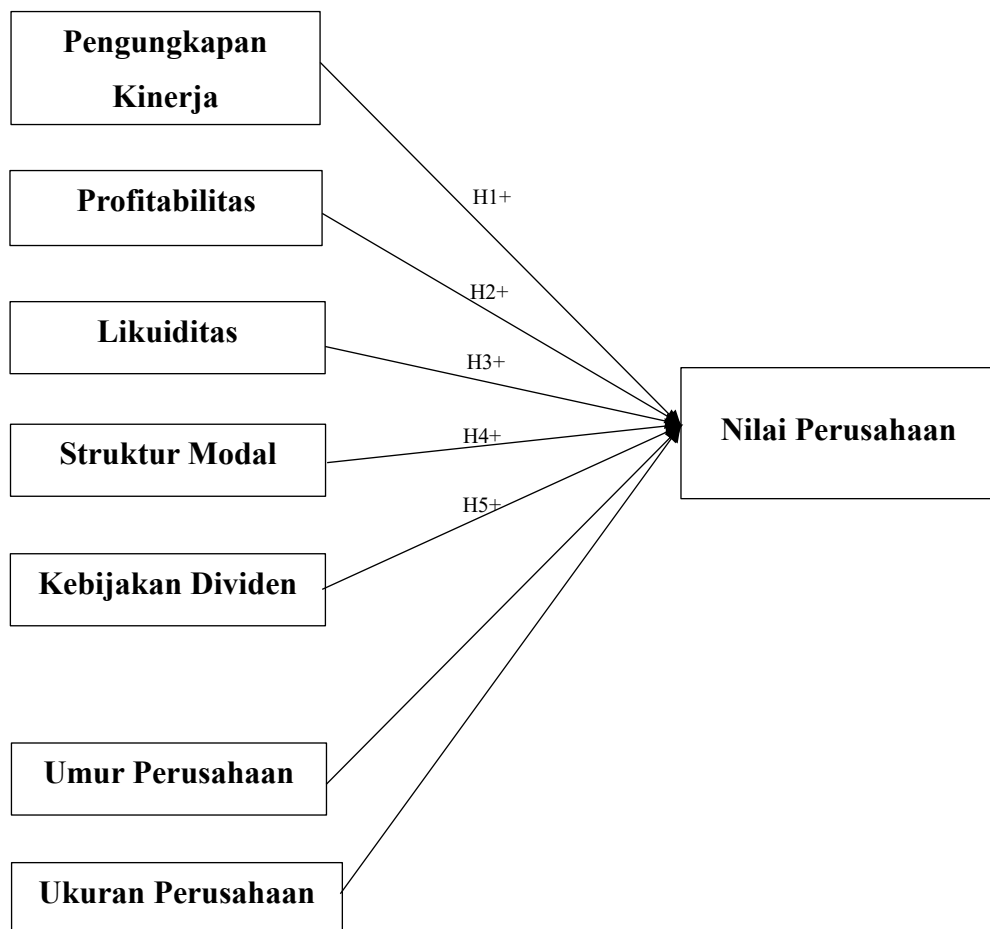 Pengungkapan
Kinerja
Profitabilitas
Likuiditas
Struktur Modal
Kebijakan Dividen
Umur Perusahaan
Ukuran Perusahaan
H1+
H2+
H3+
H4+
H5+
Nilai Perusahaan